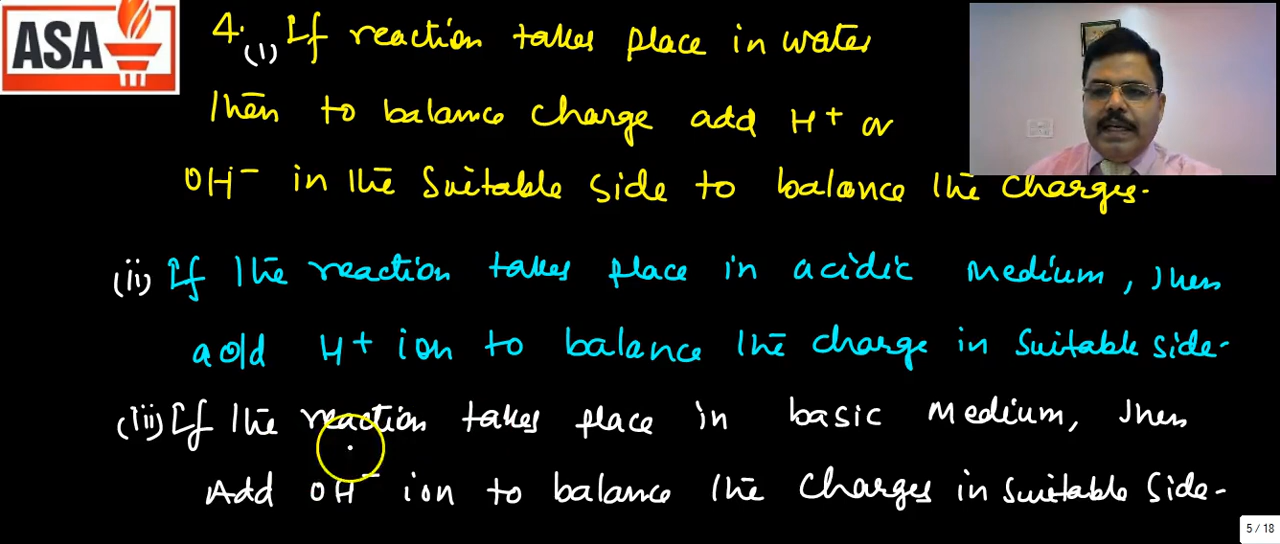 ASA
4. (i) If reaction takes place in water
Then to balance charge add H+ or
OH⁻ in the suitable side to balance the charges.
(ii) If the reaction takes place in acidic medium, then
add H+ ion to balance the charge in suitable side.
(iii) If the reaction takes place in basic medium, then
Add OH⁻ ion to balance the charges in suitable side.
5 / 18